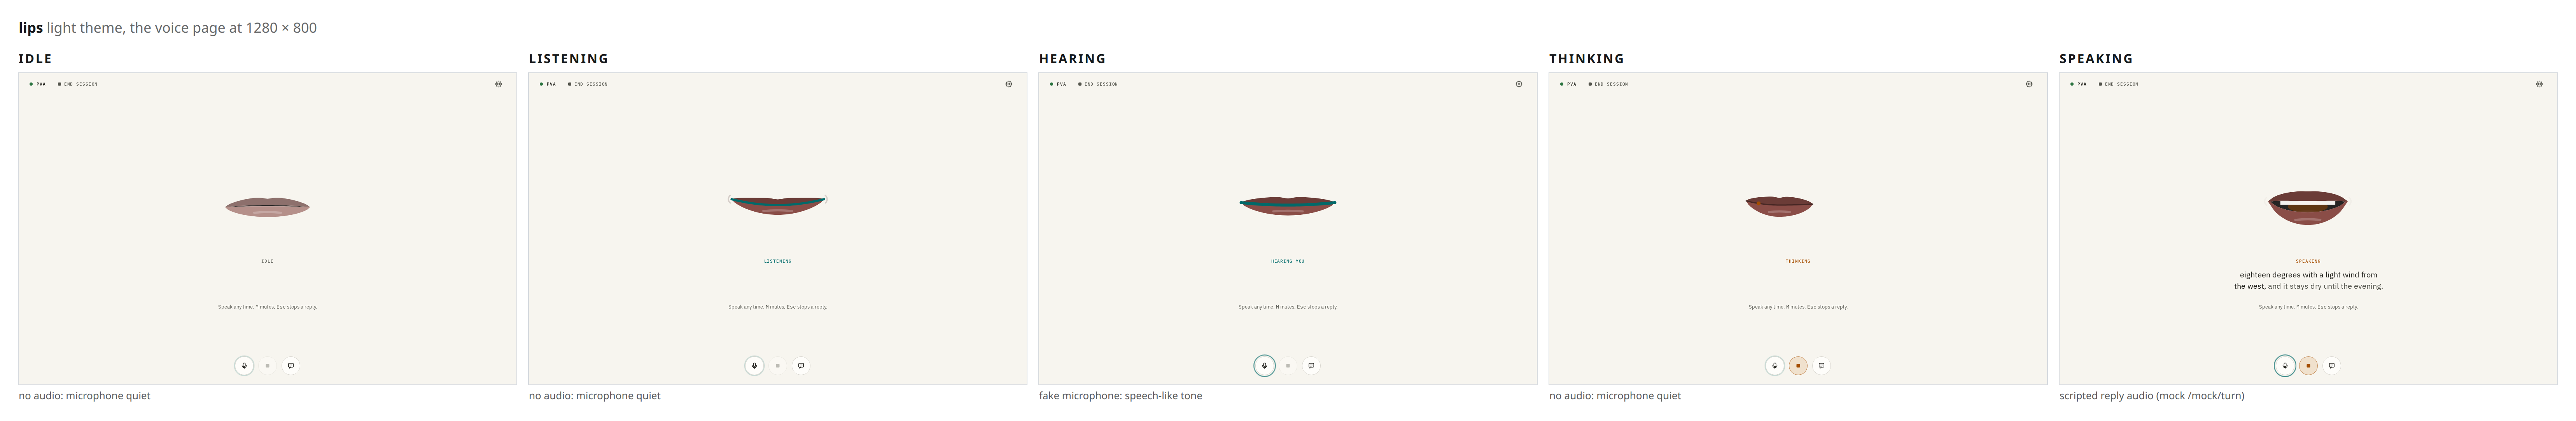 lips light theme, the voice page at 1280 × 800
IDLE
PVA END SESSION
IDLE
Speak any time. M mutes, Esc stops a reply.
no audio: microphone quiet
LISTENING
PVA END SESSION
LISTENING
Speak any time. M mutes, Esc stops a reply.
no audio: microphone quiet
HEARING
PVA END SESSION
HEARING YOU
Speak any time. M mutes, Esc stops a reply.
fake microphone: speech-like tone
THINKING
PVA END SESSION
THINKING
Speak any time. M mutes, Esc stops a reply.
no audio: microphone quiet
SPEAKING
PVA END SESSION
SPEAKING
eighteen degrees with a light wind from
the west, and it stays dry until the evening.
Speak any time. M mutes, Esc stops a reply.
scripted reply audio (mock /mock/turn)